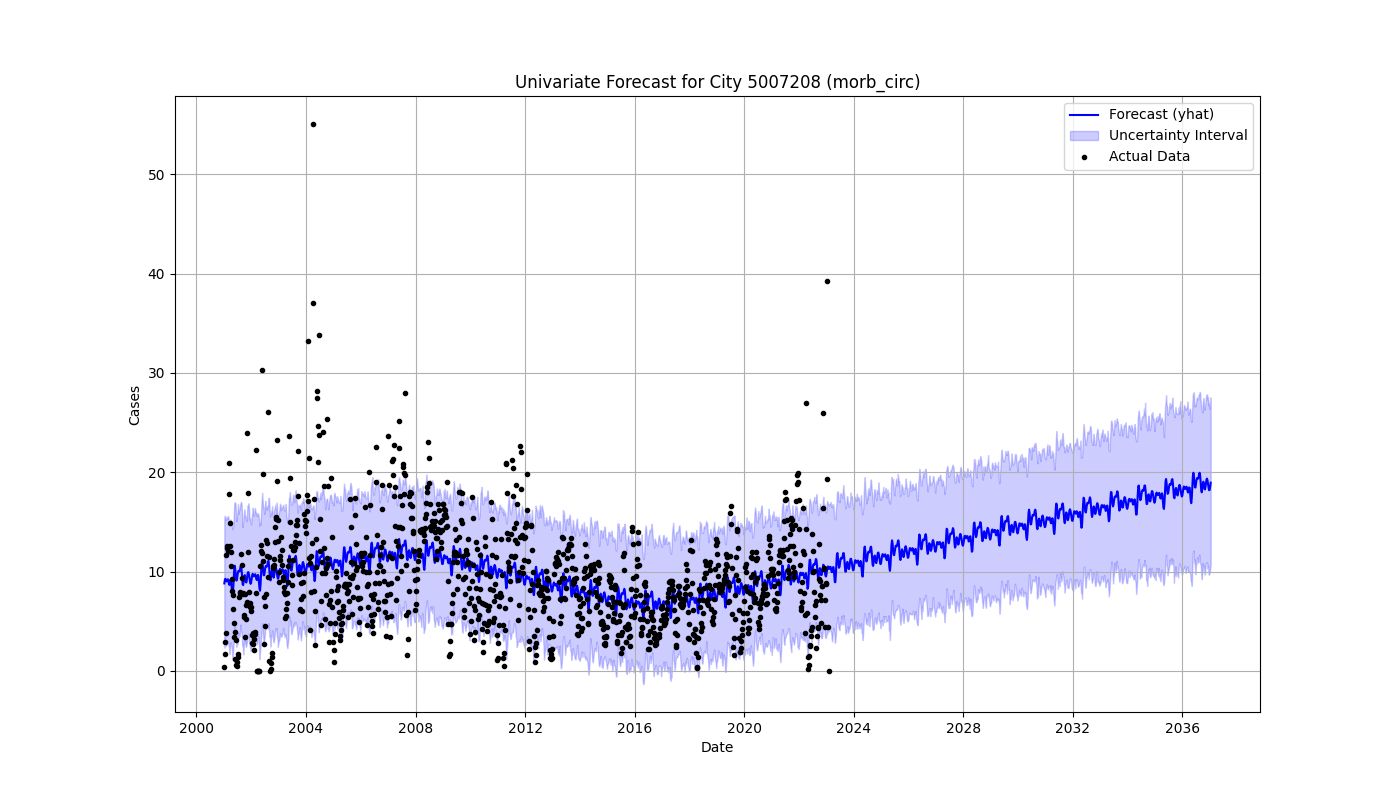 Univariate Forecast for City 5007208 (morb_circ)
Forecast (yhat)
Uncertainty Interval
Actual Data
Cases
50
40
30
20
10
0
2000 2004 2008 2012 2016 2020 2024 2028 2032 2036
Date